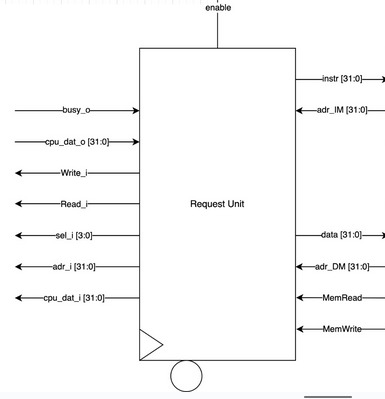 enable
instr [31:0]
busy_o
adr_IM [31:0]
cpu_dat_o [31:0]
Write_i
Read_i
Request Unit
sel_i [3:0]
data [31:0]
adr_i [31:0]
adr_DM [31:0]
cpu_dat_i [31:0]
MemRead
MemWrite